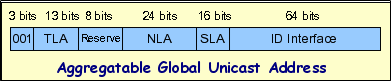 3 bits 13 bits 8 bits 24 bits 16 bits 64 bits
001 TLA Reserve NLA SLA ID Interface
Aggregatable Global Unicast Address